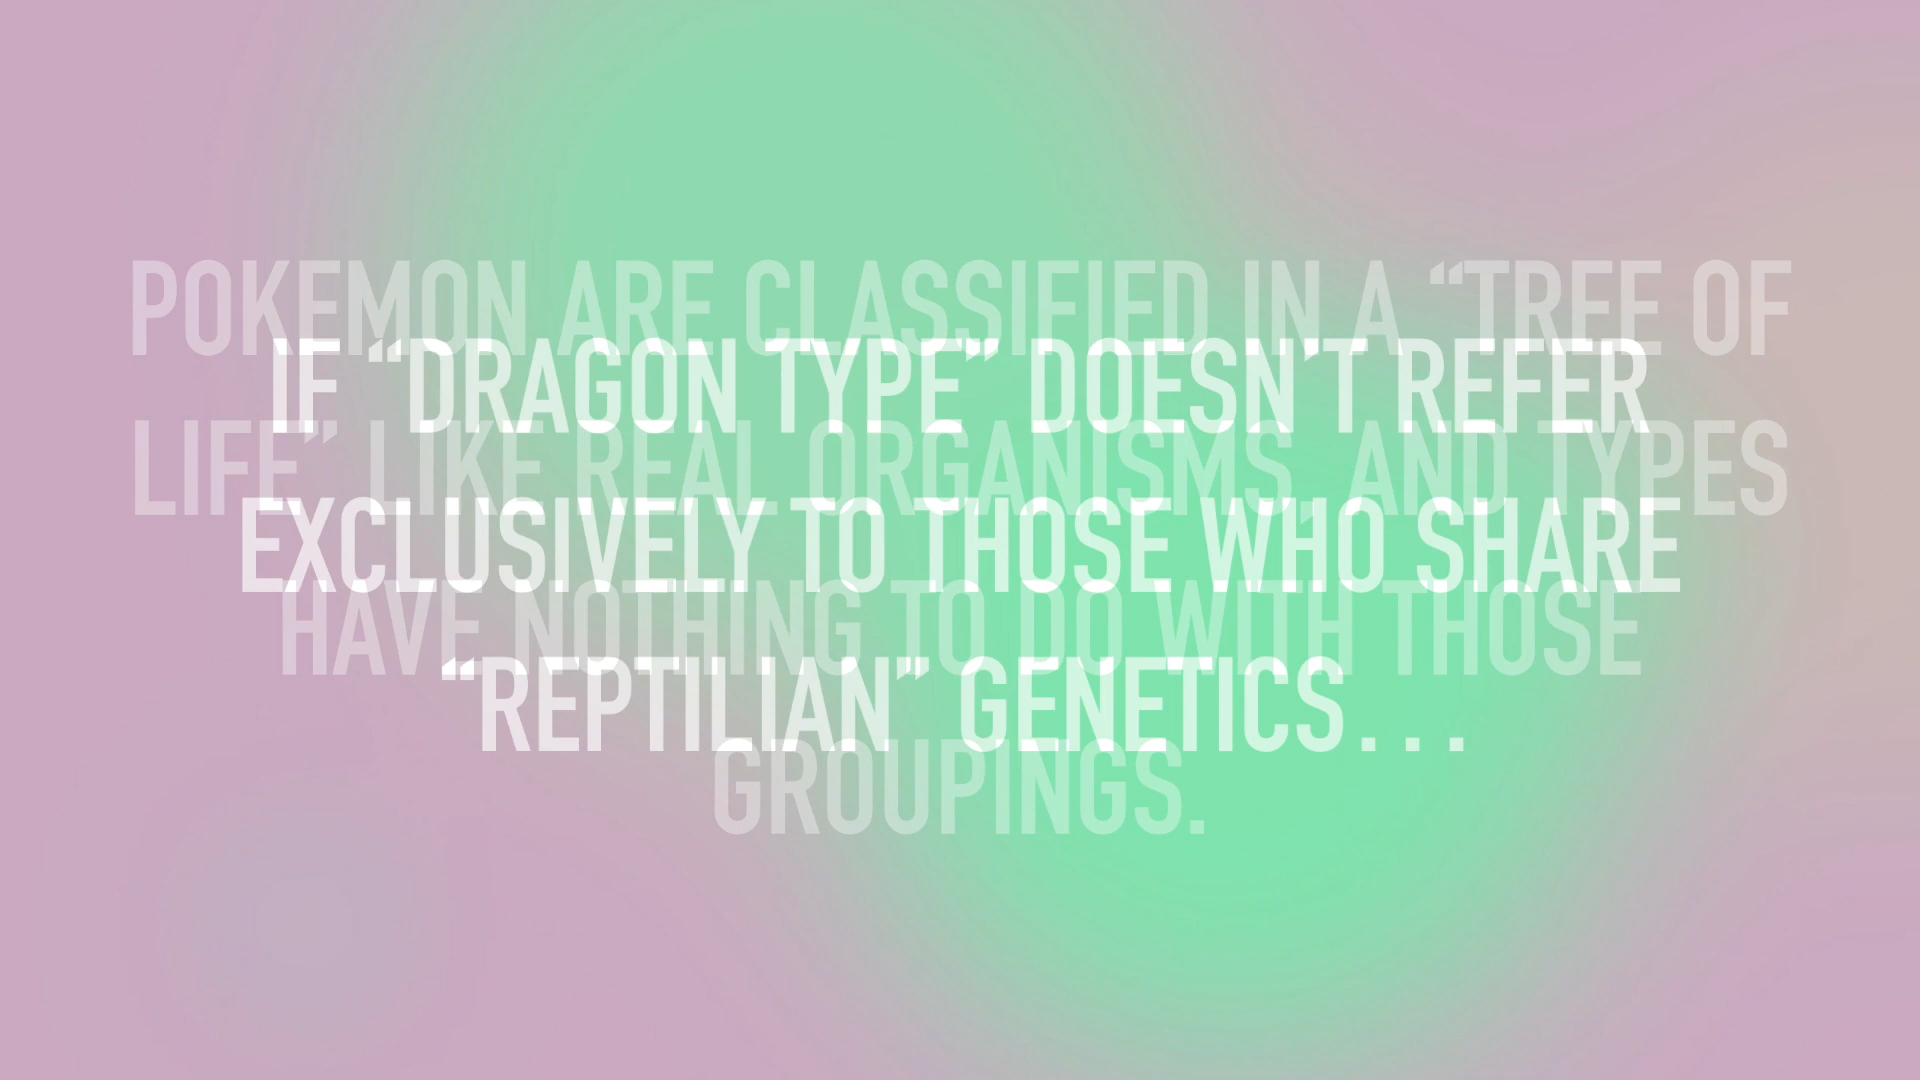 POKEMON ARE CLASSIFIED IN A “TREE OF
LIFE” LIKE REAL ORGANISMS, AND TYPES
HAVE NOTHING TO DO WITH THOSE
GROUPINGS.
IF “DRAGON TYPE” DOESN’T REFER
EXCLUSIVELY TO THOSE WHO SHARE
“REPTILIAN” GENETICS...